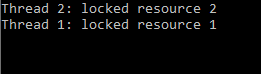 Thread 2: locked resource 2
Thread 1: locked resource 1